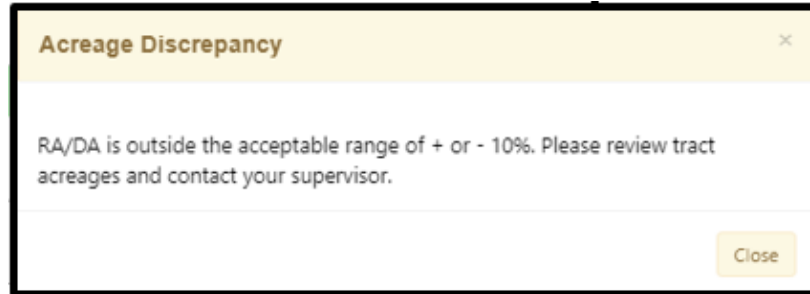 Acreage Discrepancy
×
RA/DA is outside the acceptable range of + or - 10%. Please review tract
acreages and contact your supervisor.
Close